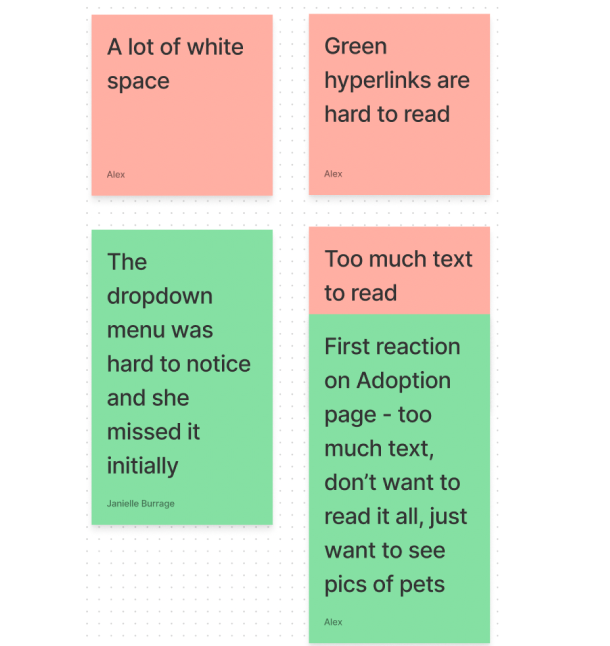 A lot of white
space
Alex
Green
hyperlinks are
hard to read
Alex
The
dropdown
menu was
hard to notice
and she
missed it
initially
Janielle Burrage
Too much text
to read
First reaction
on Adoption
page - too
much text,
don’t want to
read it all, just
want to see
pics of pets
Alex